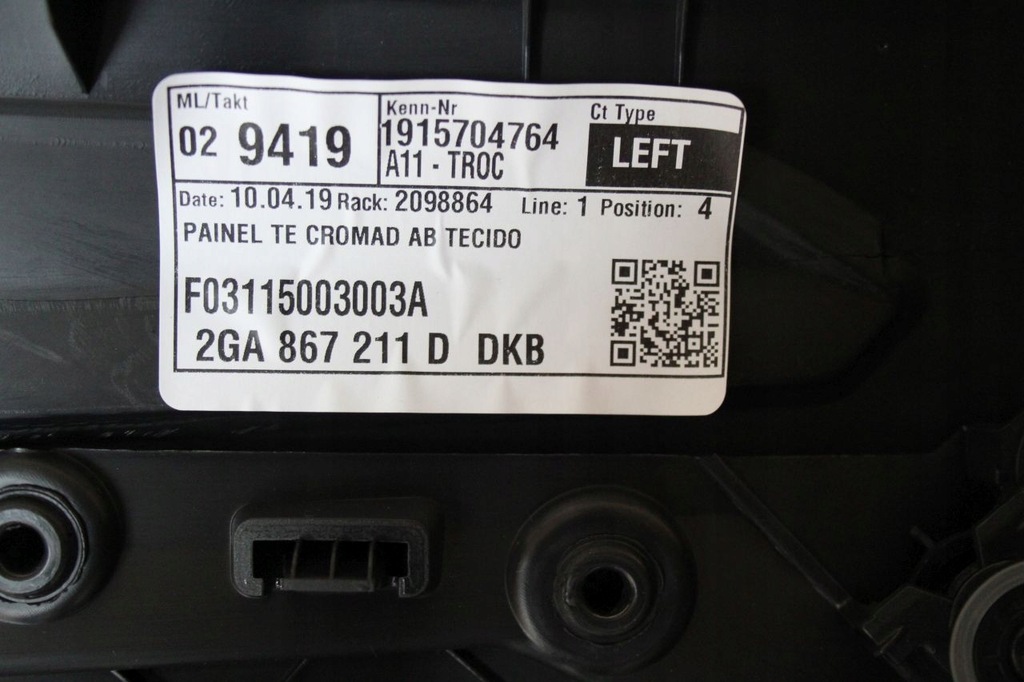 ML/Takt
02 9419
Kenn-Nr
1915704764
A11 - TROC
Ct Type
LEFT
Date: 10.04.19 Rack: 2098864 Line: 1 Position: 4
PAINEL TE CROMAD AB TECIDO
F03115003003A
2GA 867 211 D DKB